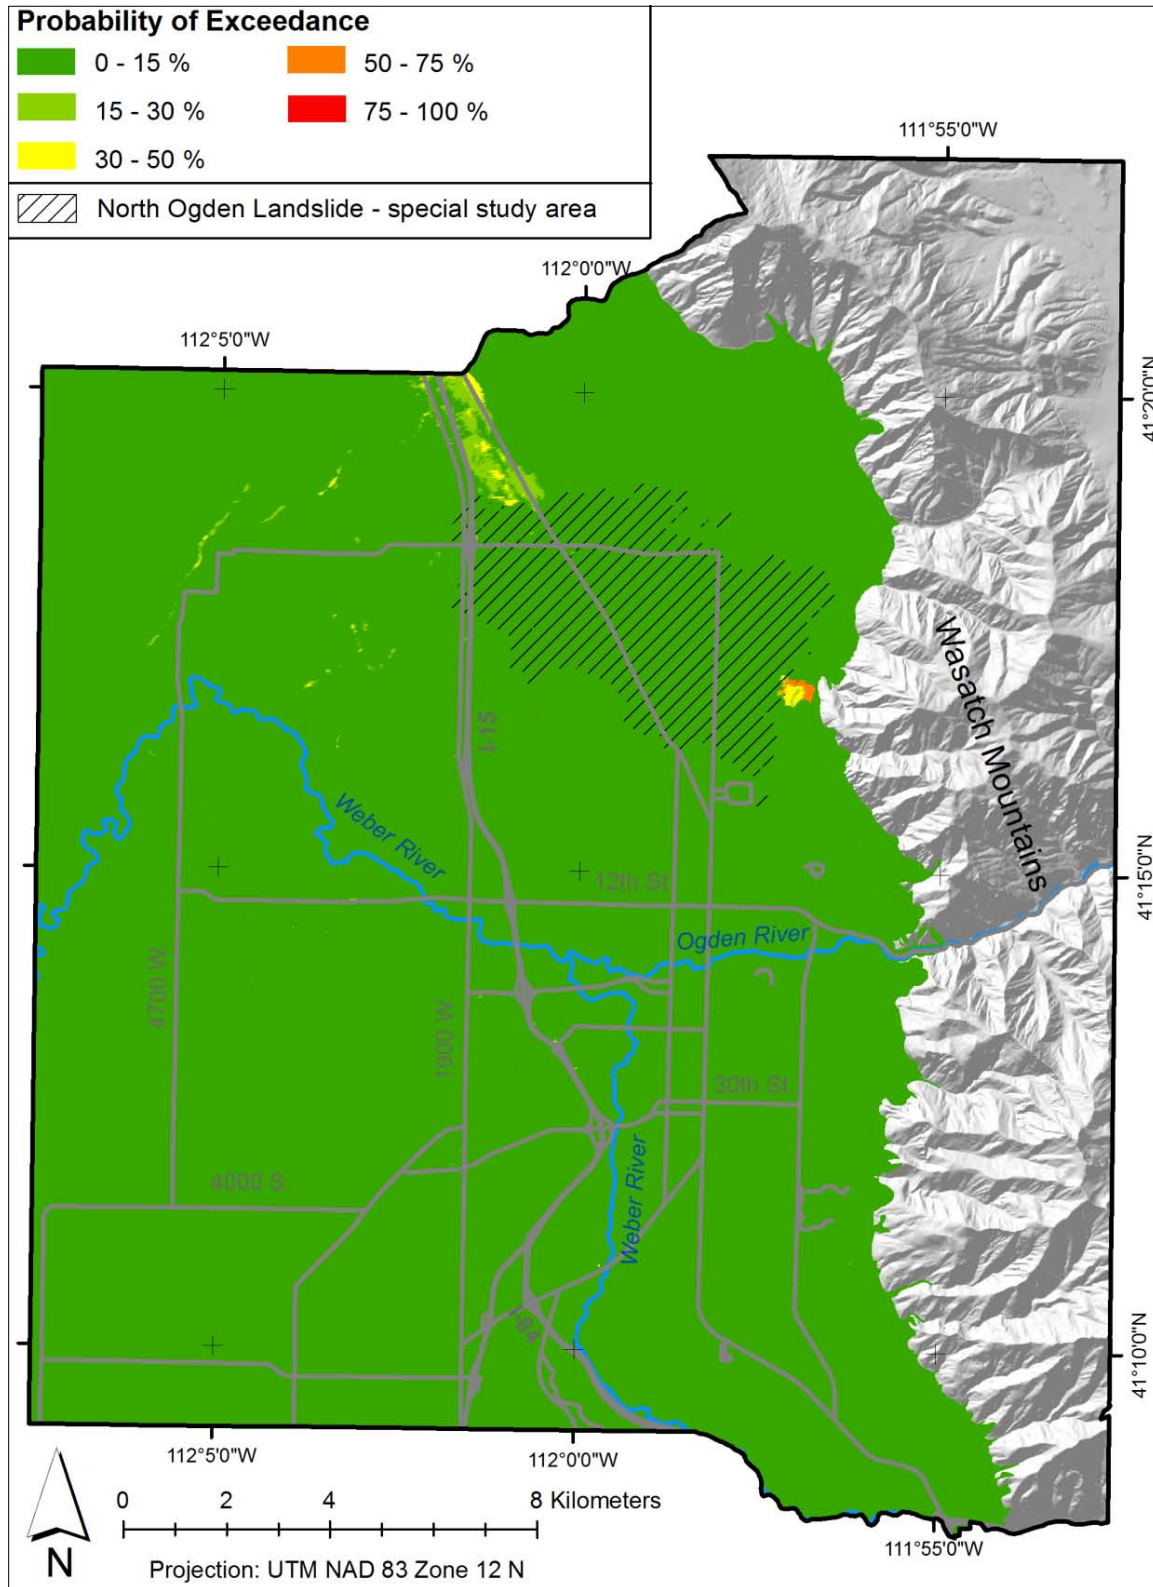 Probability of Exceedance
0 - 15 %
50 - 75 %
15 - 30 %
75 - 100 %
30 - 50 %
North Ogden Landslide - special study area
111°55'0"W
112°0'0"W
112°5'0"W
41°20'0"N
Wasatch Mountains
I-15
Weber River
12th St
41°15'0"N
Ogden River
4700 W
1900 W
30th St.
4000 S.
Weber River
I-84
41°10'0"N
112°5'0"W
112°0'0"W
111°55'0"W
0 2 4 8 Kilometers
N
Projection: UTM NAD 83 Zone 12 N